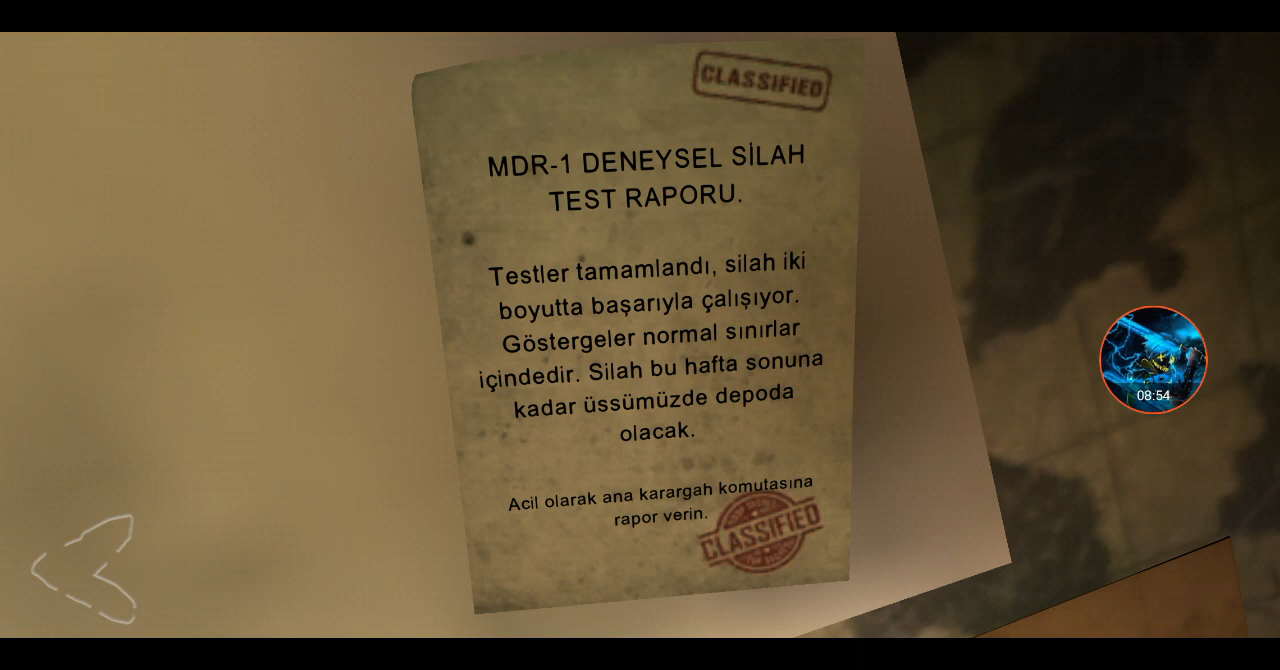 CLASSIFIED
MDR-1 DENEYSEL SİLAH
TEST RAPORU.
Testler tamamlandı, silah iki
boyutta başarıyla çalışıyor.
Göstergeler normal sınırlar
içindedir. Silah bu hafta sonuna
kadar üssümüzde depoda
olacak.
Acil olarak ana karargah komutasına
rapor verin.
CLASSIFIED
08:54